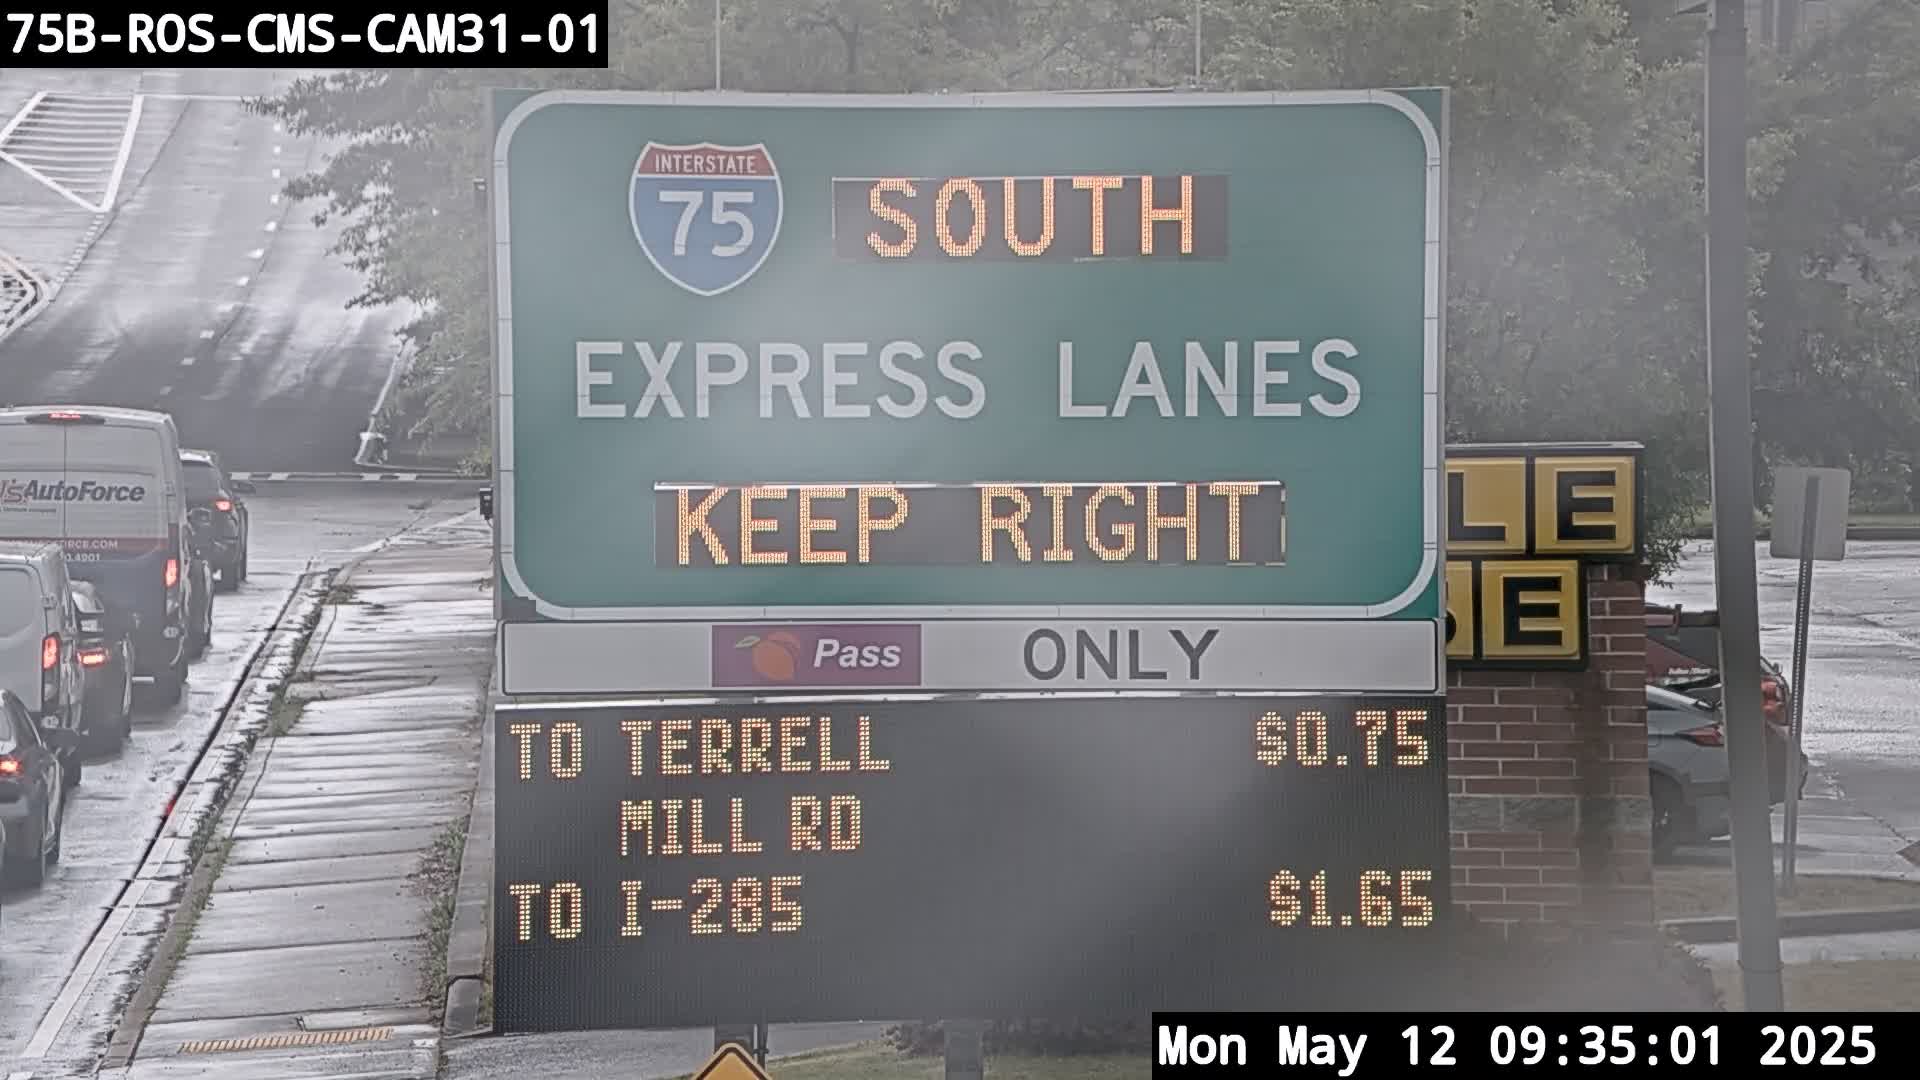 75B-ROS-CMS-CAM31-01
INTERSTATE
75
SOUTH
EXPRESS LANES
KEEP RIGHT
Pass ONLY
TO TERRELL $0.75
MILL RD
TO I-285 $1.65
AutoForce
LE
E
Mon May 12 09:35:01 2025